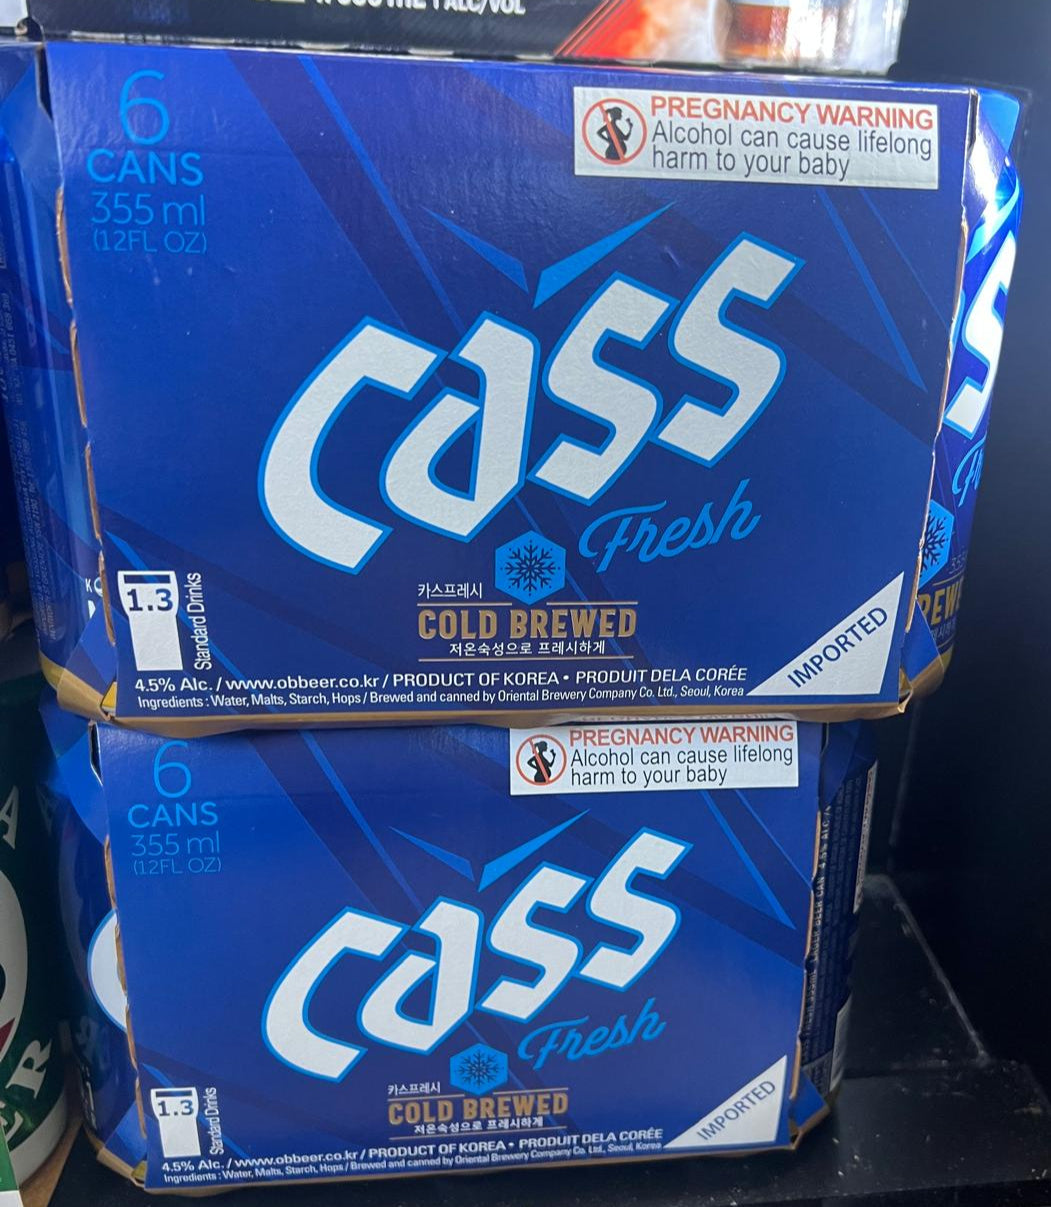 ALC/VOL
6
CANS
355 ml
(12FL OZ)
PREGNANCY WARNING
Alcohol can cause lifelong
harm to your baby
cass
Fresh
카스프레시
COLD BREWED
저온숙성으로 프레시하게
1.3
Standard Drinks
IMPORTED
4.5% Alc. / www.obbeer.co.kr / PRODUCT OF KOREA • PRODUIT DELA CORÉE
Ingredients : Water, Malts, Starch, Hops / Brewed and canned by Oriental Brewery Company Co. Ltd., Seoul, Korea
6
CANS
355 ml
(12FL OZ)
PREGNANCY WARNING
Alcohol can cause lifelong
harm to your baby
cass
Fresh
카스프레시
COLD BREWED
저온숙성으로 프레시하게
1.3
Standard Drinks
IMPORTED
4.5% Alc. / www.obbeer.co.kr / PRODUCT OF KOREA • PRODUIT DELA CORÉE
Ingredients : Water, Malts, Starch, Hops / Brewed and canned by Oriental Brewery Company Co. Ltd., Seoul, Korea